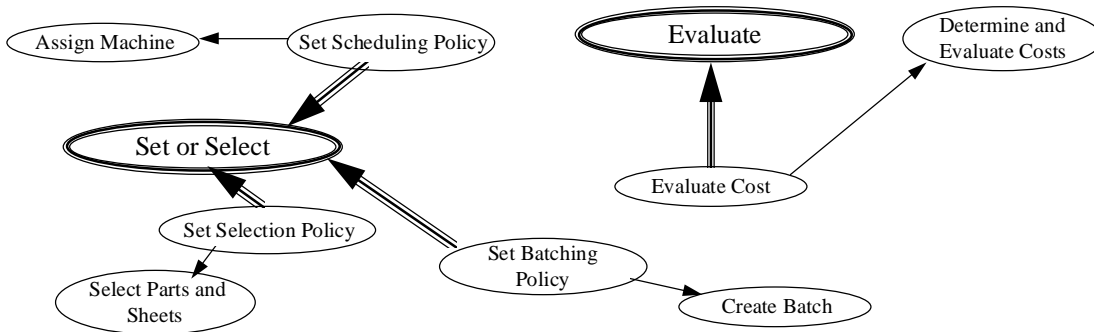 Assign Machine
Set Scheduling Policy
Evaluate
Determine and
Evaluate Costs
Set or Select
Evaluate Cost
Set Selection Policy
Set Batching
Policy
Select Parts and
Sheets
Create Batch